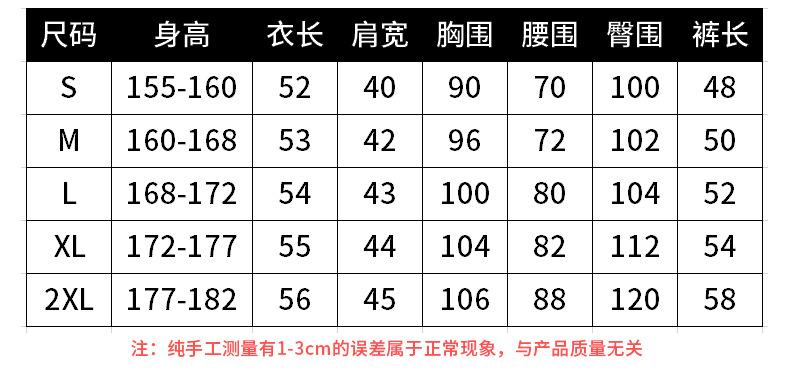 尺码 身高 衣长 肩宽 胸围 腰围 臀围 裤长
S 155-160 52 40 90 70 100 48
M 160-168 53 42 96 72 102 50
L 168-172 54 43 100 80 104 52
XL 172-177 55 44 104 82 112 54
2XL 177-182 56 45 106 88 120 58
注：纯手工测量有1-3cm的误差属于正常现象，与产品质量无关